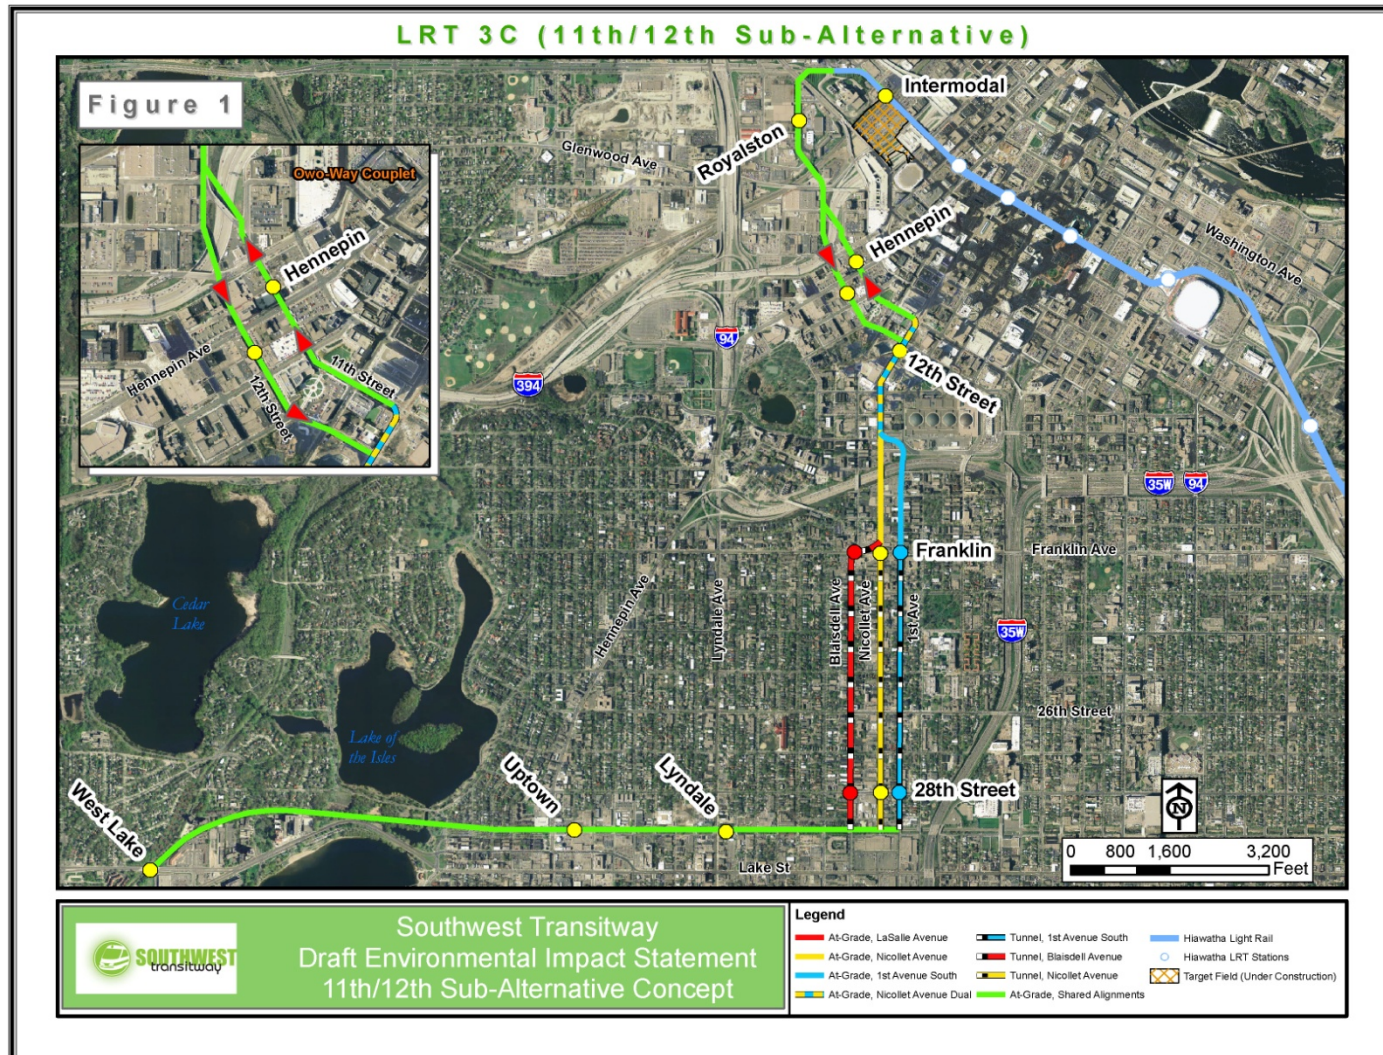 LRT 3C (11th/12th Sub-Alternative)
Figure 1
Owo-Way Couplet
Hennepin
Hennepin Ave
12th Street
11th Street
Intermodal
Royalston
Glenwood Ave
Hennepin
Washington Ave
94
394
12th Street
35W
94
Franklin
Franklin Ave
Hennepin Ave
Lyndale Ave
Blaisdell Ave
Nicollet Ave
1st Ave
35W
26th Street
Cedar
Lake
Lake of
the Isles
28th Street
West Lake
Uptown
Lyndale
Lake St
N
0 800 1,600 3,200
Feet
SOUTHWEST
transitway
Southwest Transitway
Draft Environmental Impact Statement
11th/12th Sub-Alternative Concept
Legend
At-Grade, LaSalle Avenue
At-Grade, Nicollet Avenue
At-Grade, 1st Avenue South
At-Grade, Nicollet Avenue Dual
Tunnel, 1st Avenue South
Tunnel, Blaisdell Avenue
Tunnel, Nicollet Avenue
At-Grade, Shared Alignments
Hiawatha Light Rail
Hiawatha LRT Stations
Target Field (Under Construction)